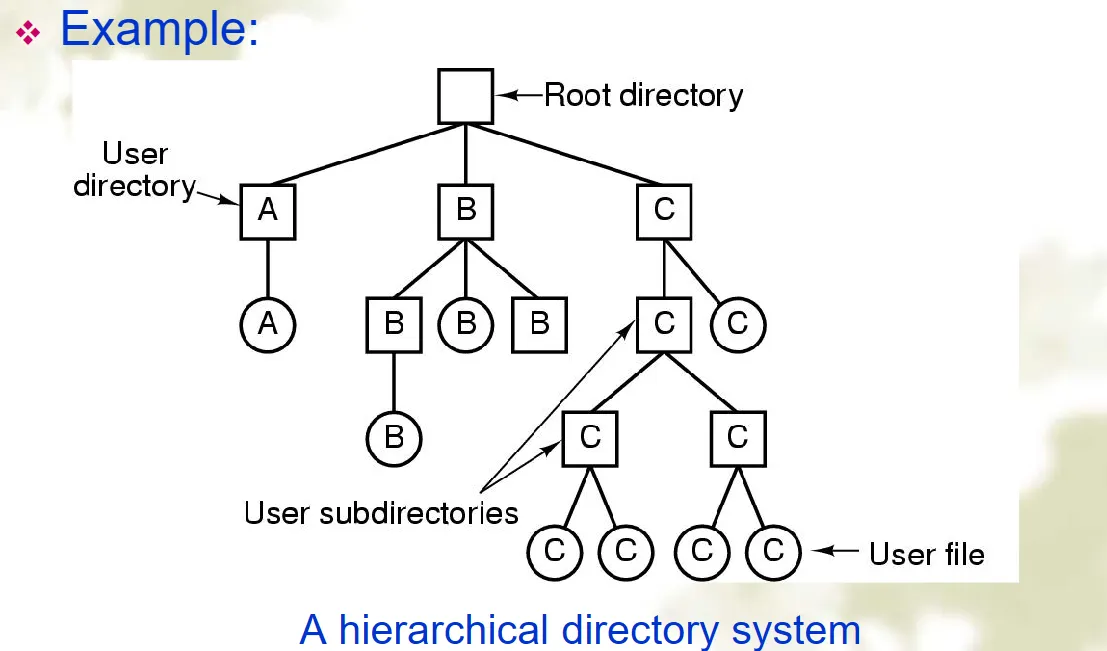 Example:
Root directory
User
directory
A B C
A B B B C C
B C C
User subdirectories
C C C C
User file
A hierarchical directory system